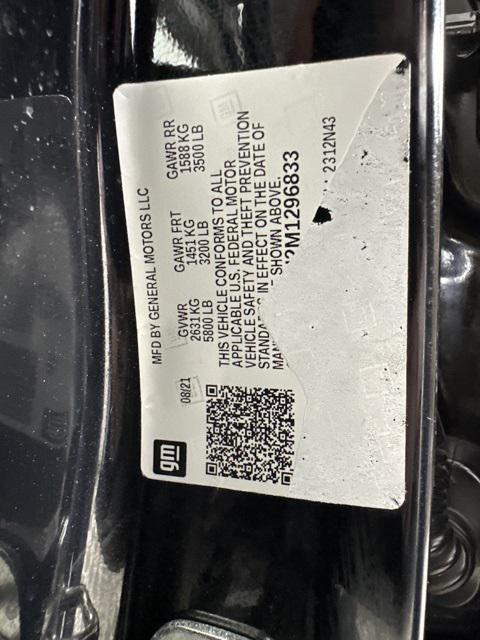 gm
MFD BY GENERAL MOTORS LLC
08/21
GVWR GAWR FRT GAWR RR
2631 KG 1451 KG 1588 KG
5800 LB 3200 LB 3500 LB
THIS VEHICLE CONFORMS TO ALL
APPLICABLE U.S. FEDERAL MOTOR
VEHICLE SAFETY AND THEFT PREVENTION
IN EFFECT ON THE DATE OF
SHOWN ABOVE.
2M1296833
2312N43